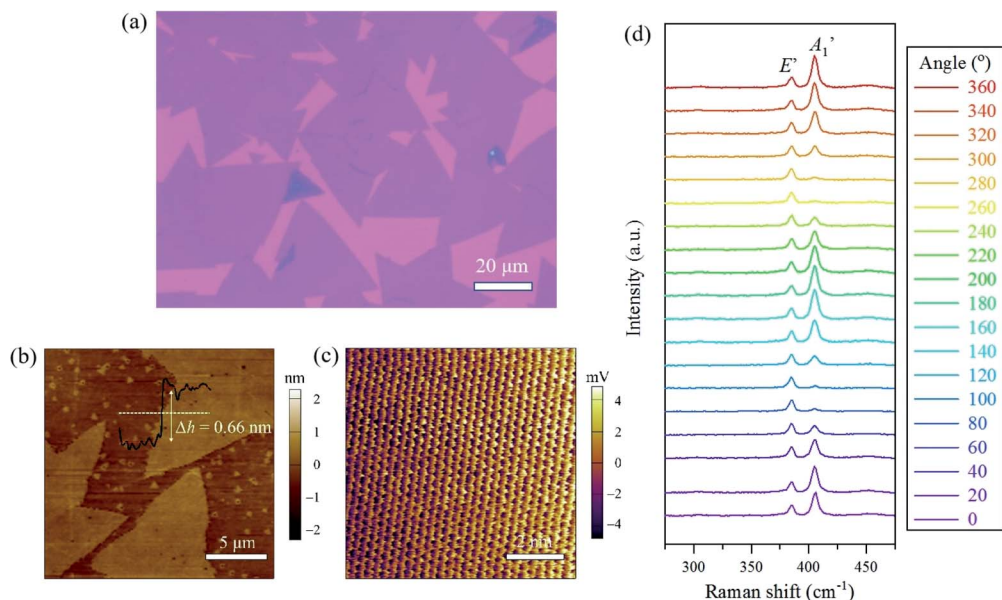 (a)
20 μm
(b)
nm
2
1
0
−1
−2
Δh = 0.66 nm
5 μm
(c)
mV
4
2
0
−2
−4
2 nm
(d)
E’
A₁’
Intensity (a.u.)
300 350 400 450
Raman shift (cm⁻¹)
Angle (º)
360
340
320
300
280
260
240
220
200
180
160
140
120
100
80
60
40
20
0